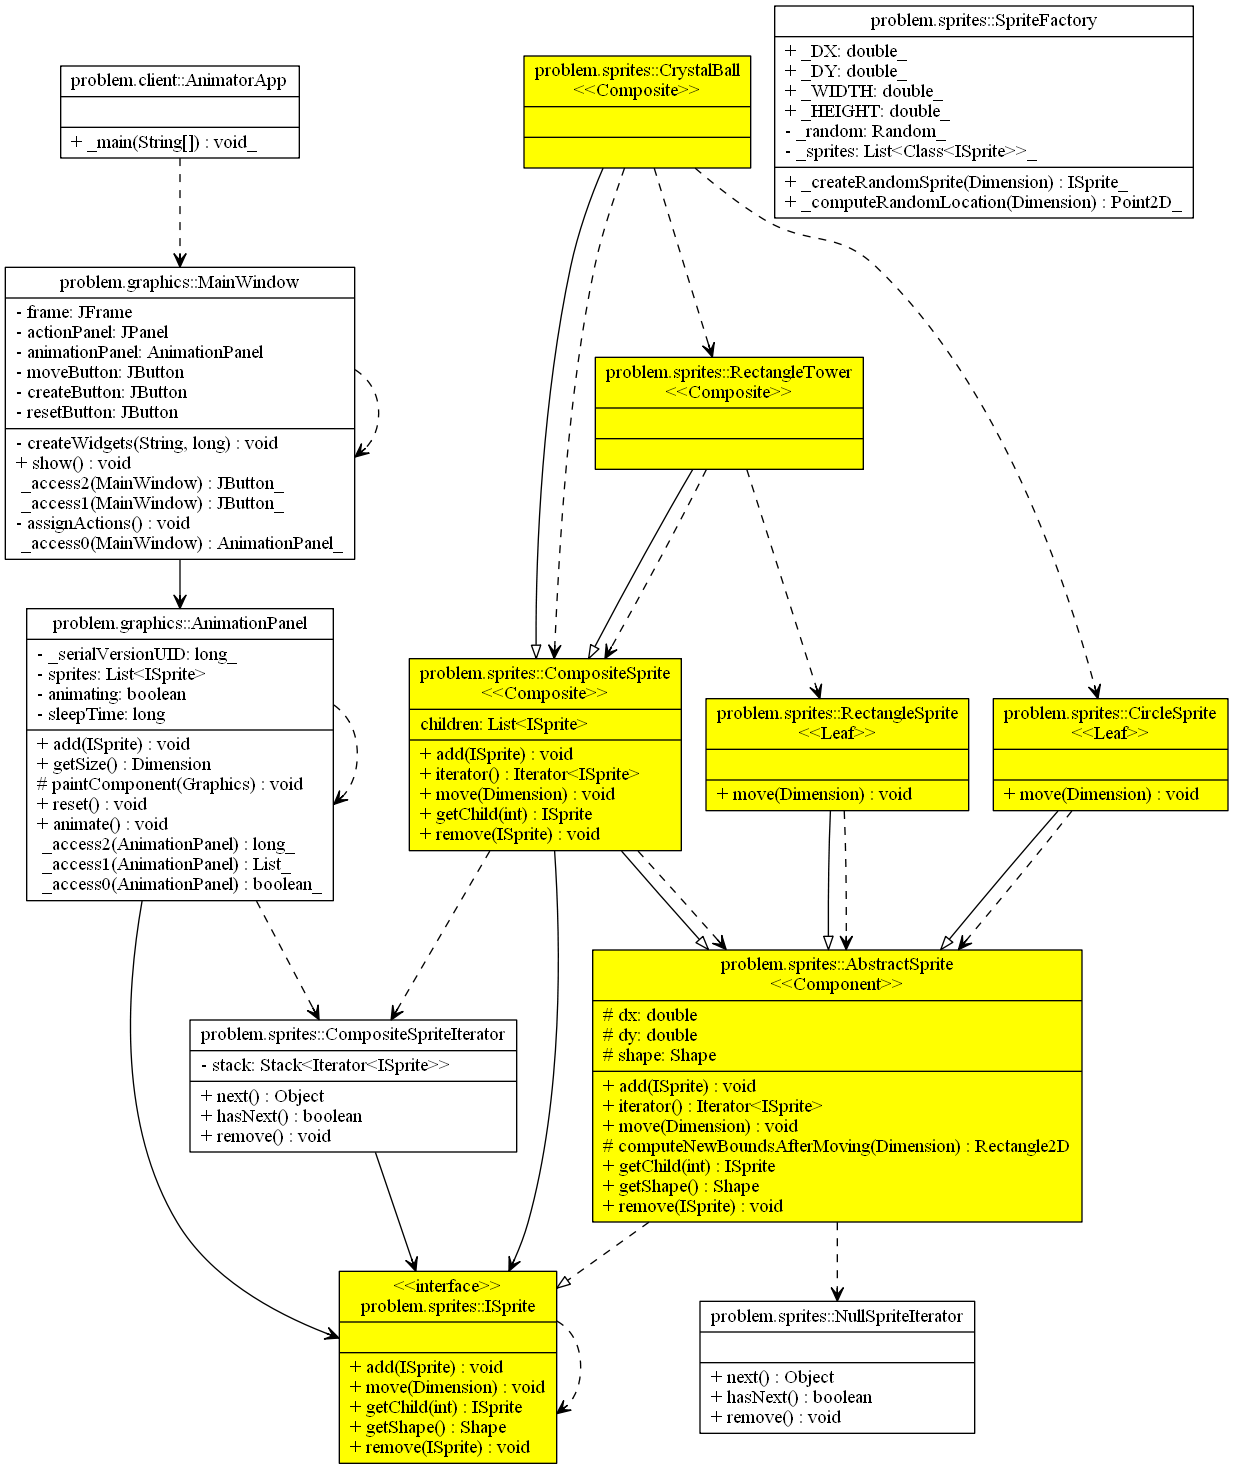 problem.sprites::SpriteFactory
+ _DX: double_
+ _DY: double_
+ _WIDTH: double_
+ _HEIGHT: double_
- _random: Random_
- _sprites: List<Class<ISprite>>_
+ _createRandomSprite(Dimension) : ISprite_
+ _computeRandomLocation(Dimension) : Point2D_
problem.client::AnimatorApp
+ _main(String[]) : void_
problem.sprites::CrystalBall
<<Composite>>
problem.graphics::MainWindow
- frame: JFrame
- actionPanel: JPanel
- animationPanel: AnimationPanel
- moveButton: JButton
- createButton: JButton
- resetButton: JButton
- createWidgets(String, long) : void
+ show() : void
_access2(MainWindow) : JButton_
_access1(MainWindow) : JButton_
- assignActions() : void
_access0(MainWindow) : AnimationPanel_
problem.sprites::RectangleTower
<<Composite>>
problem.graphics::AnimationPanel
- _serialVersionUID: long_
- sprites: List<ISprite>
- animating: boolean
- sleepTime: long
+ add(ISprite) : void
+ getSize() : Dimension
# paintComponent(Graphics) : void
+ reset() : void
+ animate() : void
_access2(AnimationPanel) : long_
_access1(AnimationPanel) : List_
_access0(AnimationPanel) : boolean_
problem.sprites::CompositeSprite
<<Composite>>
children: List<ISprite>
+ add(ISprite) : void
+ iterator() : Iterator<ISprite>
+ move(Dimension) : void
+ getChild(int) : ISprite
+ remove(ISprite) : void
problem.sprites::RectangleSprite
<<Leaf>>
+ move(Dimension) : void
problem.sprites::CircleSprite
<<Leaf>>
+ move(Dimension) : void
problem.sprites::AbstractSprite
<<Component>>
# dx: double
# dy: double
# shape: Shape
+ add(ISprite) : void
+ iterator() : Iterator<ISprite>
+ move(Dimension) : void
# computeNewBoundsAfterMoving(Dimension) : Rectangle2D
+ getChild(int) : ISprite
+ getShape() : Shape
+ remove(ISprite) : void
problem.sprites::CompositeSpriteIterator
- stack: Stack<Iterator<ISprite>>
+ next() : Object
+ hasNext() : boolean
+ remove() : void
<<interface>>
problem.sprites::ISprite
+ add(ISprite) : void
+ move(Dimension) : void
+ getChild(int) : ISprite
+ getShape() : Shape
+ remove(ISprite) : void
problem.sprites::NullSpriteIterator
+ next() : Object
+ hasNext() : boolean
+ remove() : void